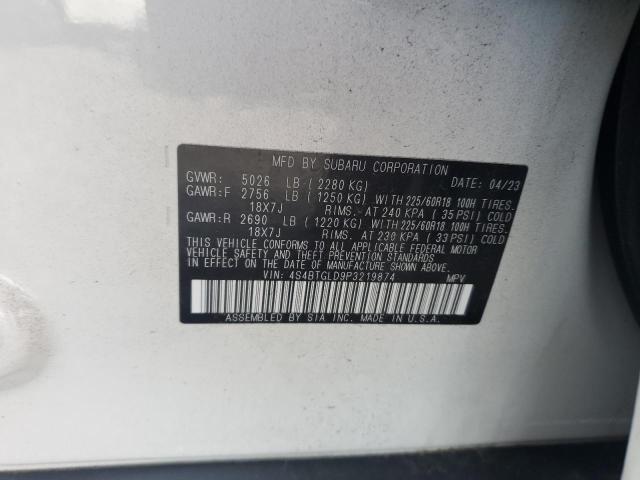 MFD BY SUBARU CORPORATION
GVWR: 5026 LB ( 2280 KG) DATE: 04/23
GAWR:F 2756 LB ( 1250 KG) WITH 225/60R18 100H TIRES.
18X7J RIMS. AT 240 KPA ( 35 PSI) COLD
GAWR:R 2690 LB ( 1220 KG) WITH 225/60R18 100H TIRES.
18X7J RIMS. AT 230 KPA ( 33 PSI) COLD
THIS VEHICLE CONFORMS TO ALL APPLICABLE FEDERAL MOTOR
VEHICLE SAFETY, BUMPER, AND THEFT PREVENTION
STANDARDS IN EFFECT ON THE DATE OF MANUFACTURE SHOWN ABOVE.
VIN: 4S4BTGLD9P3219874 MPV
ASSEMBLED BY SIA INC. MADE IN U.S.A.